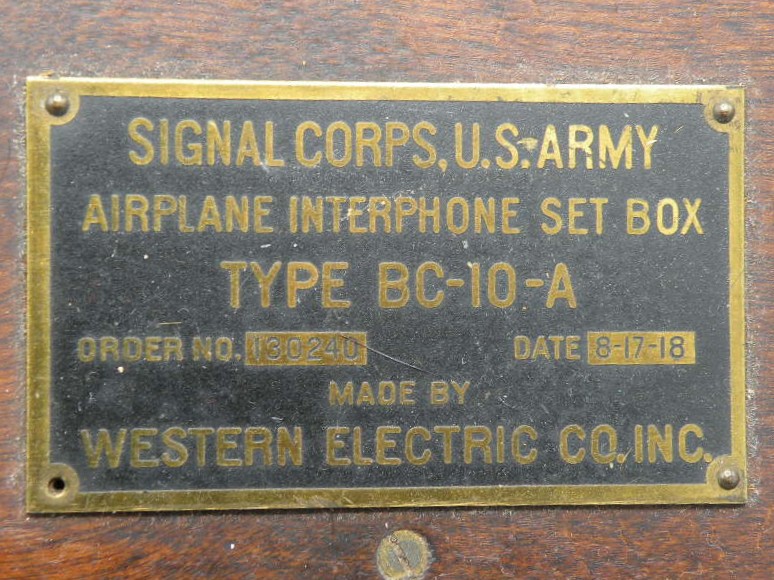 SIGNAL CORPS, U.S. ARMY
AIRPLANE INTERPHONE SET BOX
TYPE BC-10-A
ORDER NO. 130240 DATE 8-17-18
MADE BY
WESTERN ELECTRIC CO. INC.